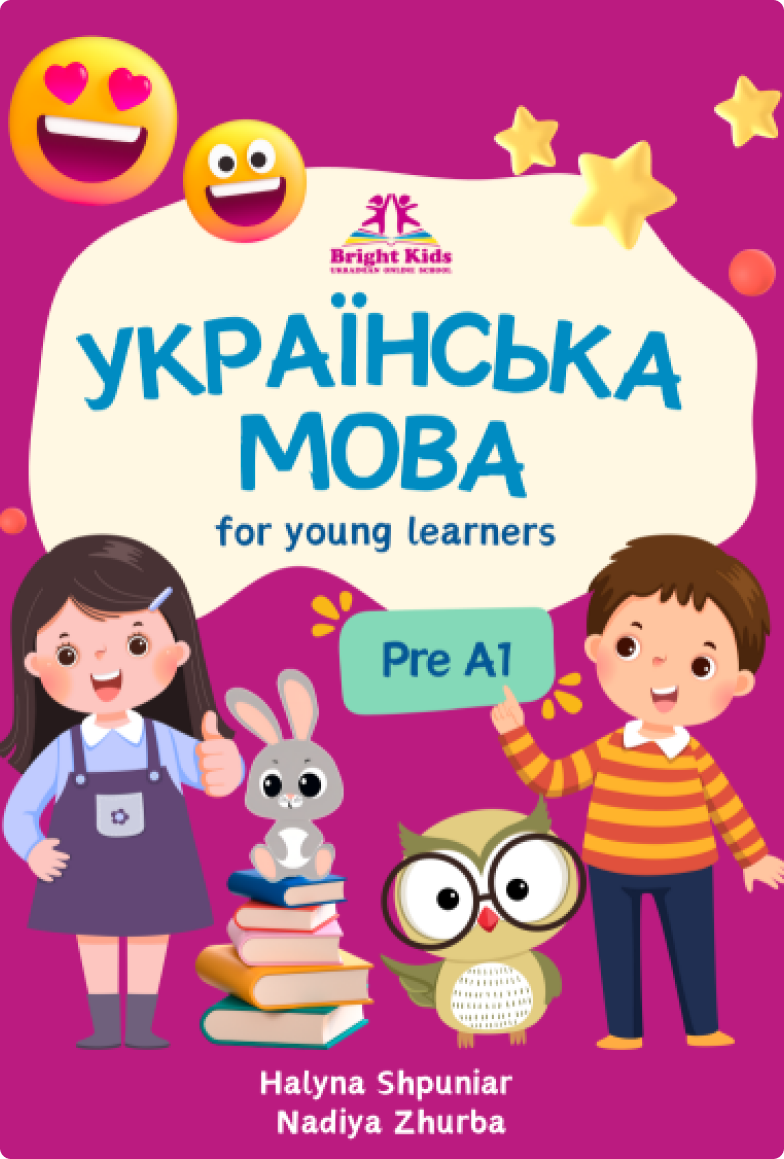 Bright Kids
UKRAINIAN ONLINE SCHOOL
УКРАЇНСЬКА
МОВА
for young learners
Pre A1
Halyna Shpuniar
Nadiya Zhurba